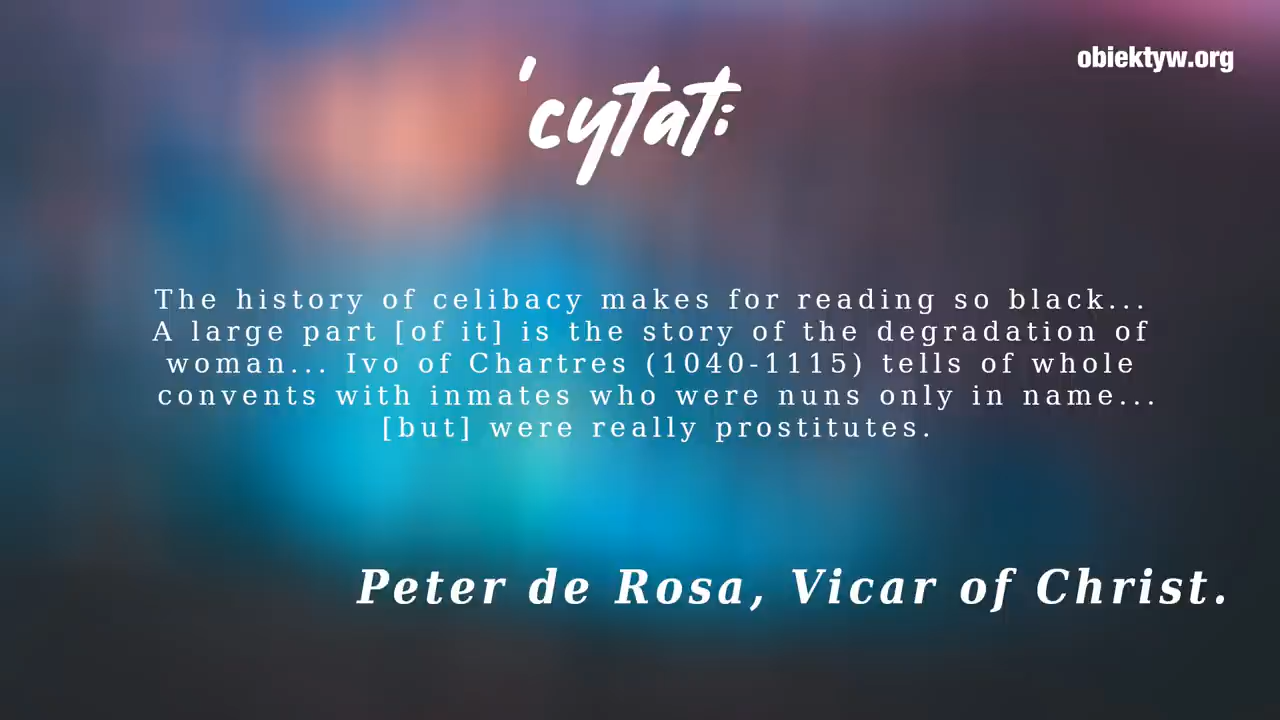 obiektyw.org
'cytat:
The history of celibacy makes for reading so black...
A large part [of it] is the story of the degradation of
woman... Ivo of Chartres (1040-1115) tells of whole
convents with inmates who were nuns only in name...
[but] were really prostitutes.
Peter de Rosa, Vicar of Christ.